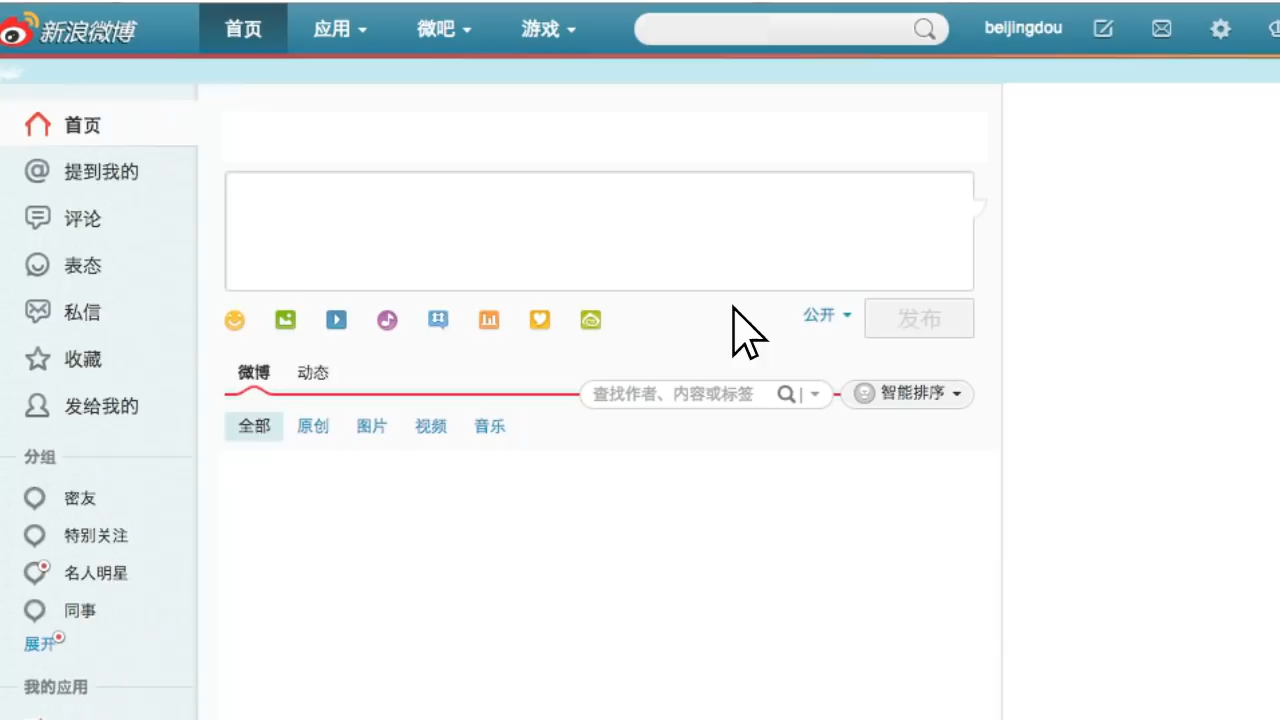 新浪微博
首页
应用
微吧
游戏
beijingdou
首页
提到我的
评论
表态
私信
收藏
发给我的
分组
密友
特别关注
名人明星
同事
展开
我的应用
公开
发布
微博
动态
查找作者、内容或标签
智能排序
全部
原创
图片
视频
音乐